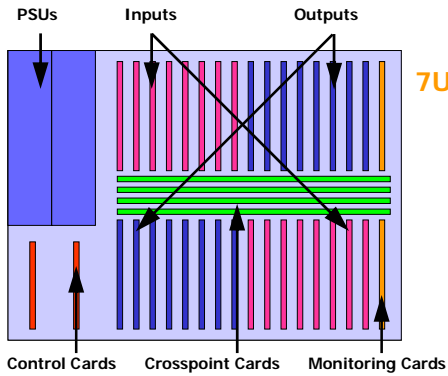 PSUs Inputs Outputs
7U
Control Cards Crosspoint Cards Monitoring Cards